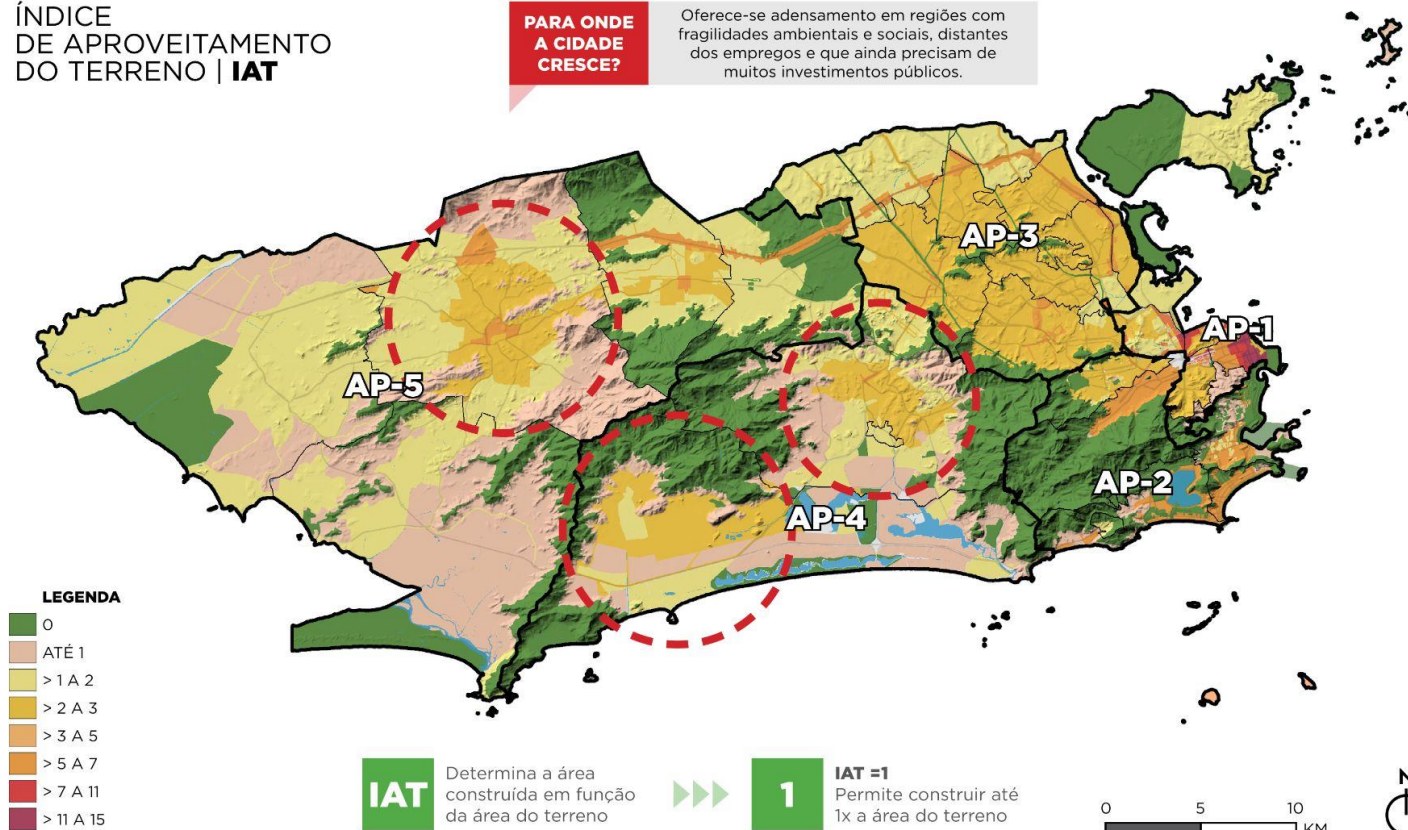 ÍNDICE
DE APROVEITAMENTO
DO TERRENO | IAT
PARA ONDE
A CIDADE
CRESCE?
Oferece-se adensamento em regiões com
fragilidades ambientais e sociais, distantes
dos empregos e que ainda precisam de
muitos investimentos públicos.
AP-3
AP-1
AP-5
AP-2
AP-4
LEGENDA
0
ATÉ 1
> 1 A 2
> 2 A 3
> 3 A 5
> 5 A 7
> 7 A 11
> 11 A 15
IAT
Determina a área
construída em função
da área do terreno
1
IAT =1
Permite construir até
1x a área do terreno
0 5 10
KM
N